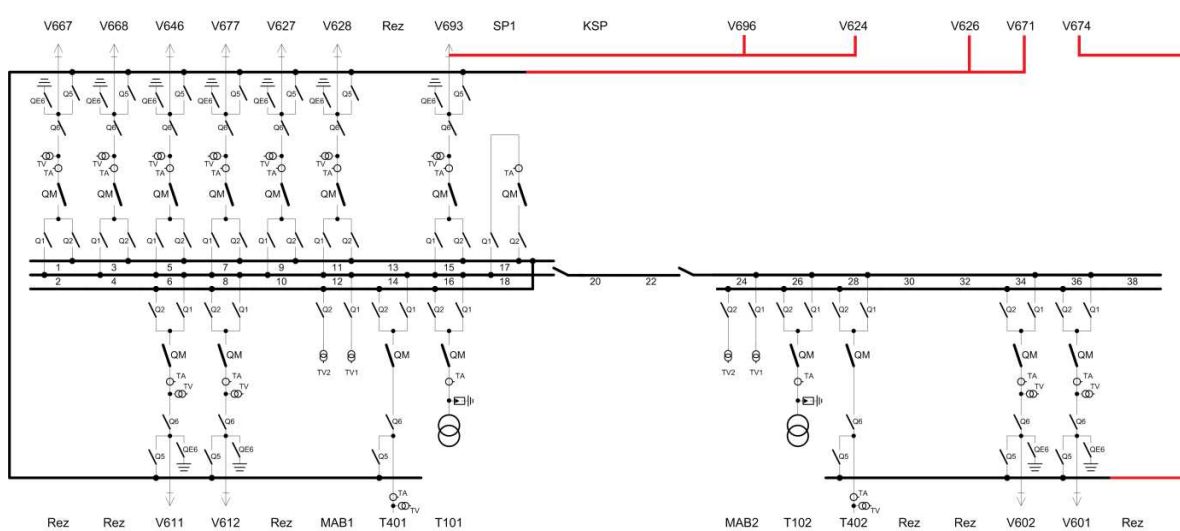 V667 V668 V646 V677 V627 V628 Rez V693 SP1 KSP V696 V624 V626 V671 V674
Q5 Q5 Q5 Q5 Q5 Q5 Q5
QE6 QE6 QE6 QE6 QE6 QE6 QE6
Q6 Q6 Q6 Q6 Q6 Q6 Q6
TV TV TV TV TV TV TV
TA TA TA TA TA TA TA TA
QM QM QM QM QM QM QM QM
Q1 Q2 Q1 Q2 Q1 Q2 Q1 Q2 Q1 Q2 Q1 Q2 Q1 Q2 Q1 Q2
1 3 5 7 9 11 13 15 17
2 4 6 8 10 12 14 16 18 20 22 24 26 28 30 32 34 36 38
Q2 Q1 Q2 Q1 Q2 Q1 Q2 Q1 Q2 Q1 Q2 Q1 Q2 Q1 Q2 Q1 Q2 Q1 Q2 Q1
QM QM QM QM QM QM QM QM
TV2 TV1 TV2 TV1
TA TA TA TA TA TA
TV TV TV TV
Q6 Q6 Q6 Q6 Q6 Q6
QE6 QE6 QE6 QE6
Q5 Q5 Q5 Q5 Q5 Q5
TA TA
TV TV
Rez Rez V611 V612 Rez MAB1 T401 T101 MAB2 T102 T402 Rez Rez V602 V601 Rez